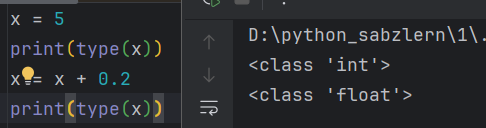 x = 5
print(type(x))
x = x + 0.2
print(type(x))
D:\python_sabzlern\1\.
<class 'int'>
<class 'float'>